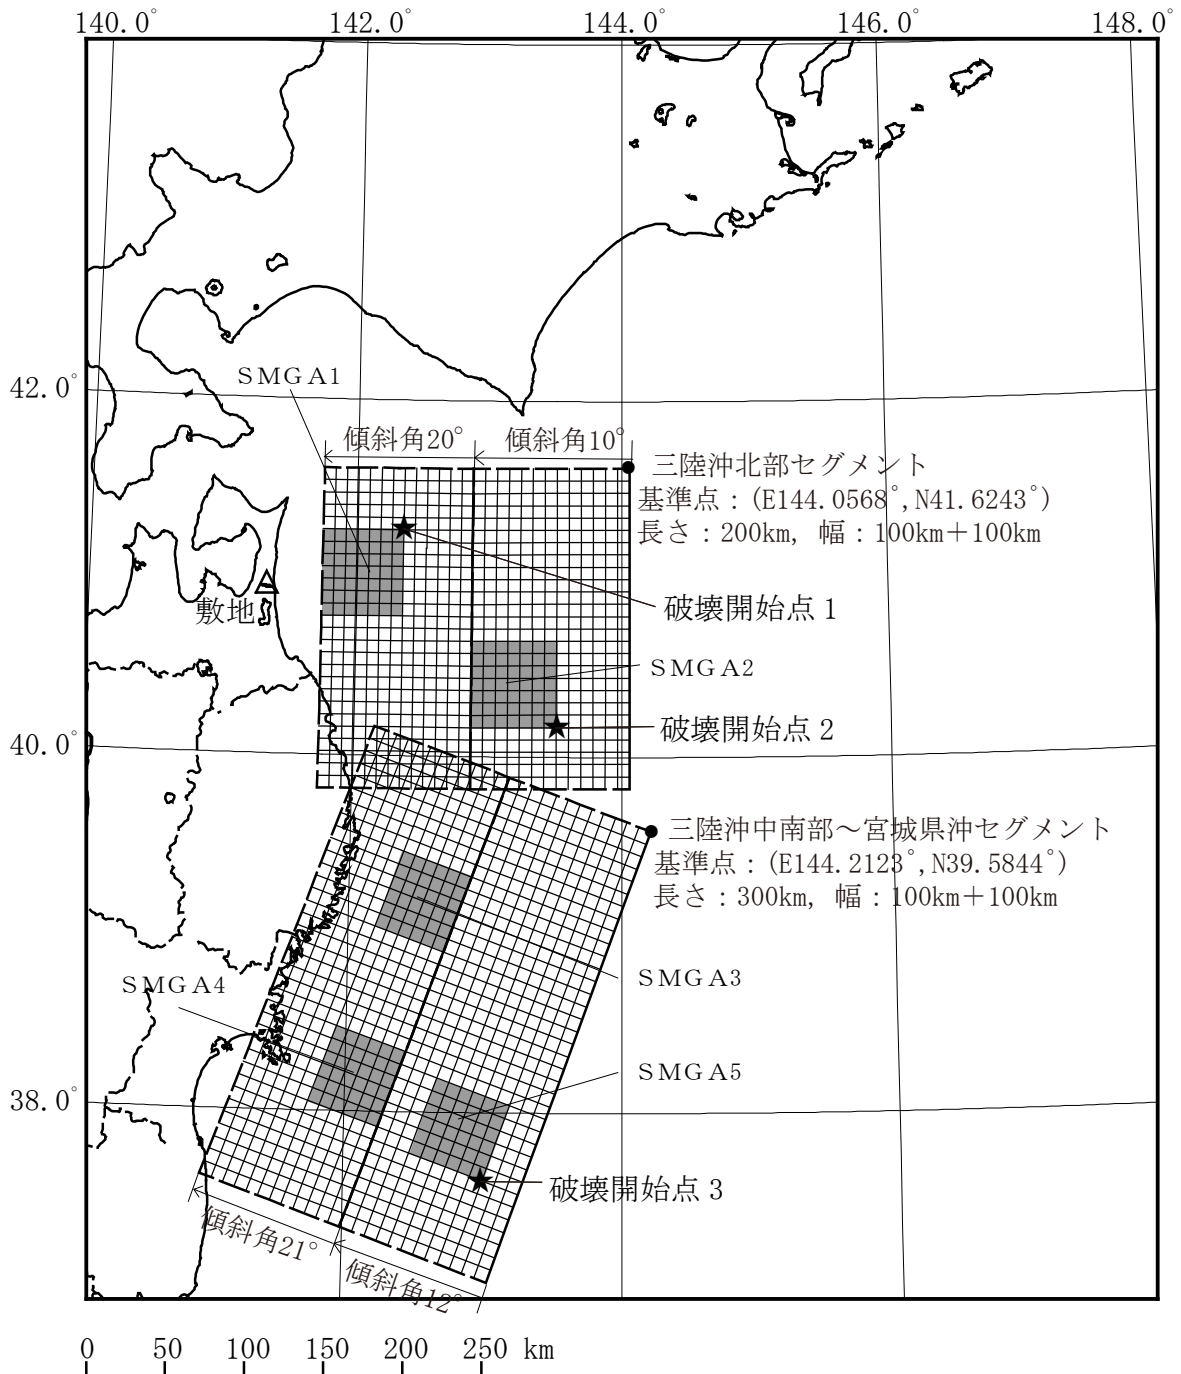 140.0° 142.0° 144.0° 146.0° 148.0°
SMGA1
42.0°
傾斜角20° 傾斜角10°
三陸沖北部セグメント
基準点：(E144.0568°,N41.6243°)
長さ：200km, 幅：100km＋100km
敷地
破壊開始点1
SMGA2
破壊開始点2
40.0°
三陸沖中南部～宮城県沖セグメント
基準点：(E144.2123°,N39.5844°)
長さ：300km, 幅：100km＋100km
SMGA3
SMGA4
SMGA5
38.0°
破壊開始点3
傾斜角21°
傾斜角12°
0 50 100 150 200 250 km